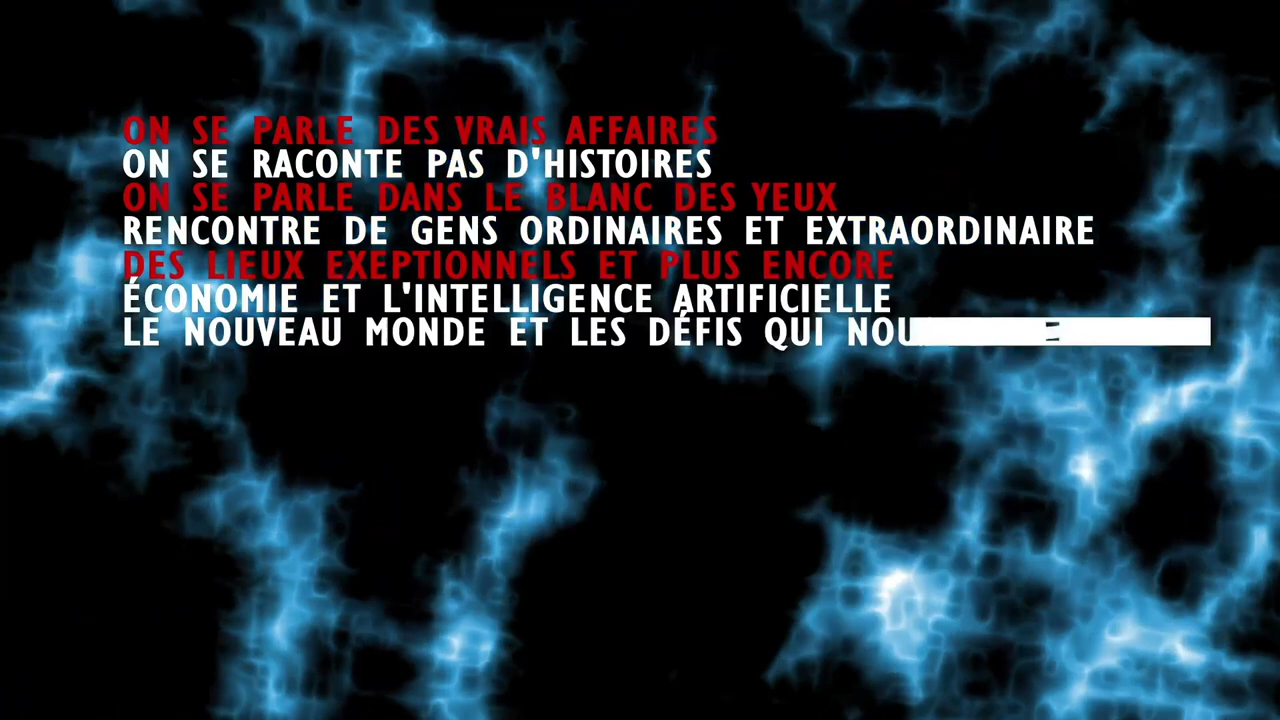 ON SE PARLE DES VRAIS AFFAIRES
ON SE RACONTE PAS D'HISTOIRES
ON SE PARLE DANS LE BLANC DES YEUX
RENCONTRE DE GENS ORDINAIRES ET EXTRAORDINAIRE
DES LIEUX EXEPTIONNELS ET PLUS ENCORE
ÉCONOMIE ET L'INTELLIGENCE ARTIFICIELLE
LE NOUVEAU MONDE ET LES DÉFIS QUI